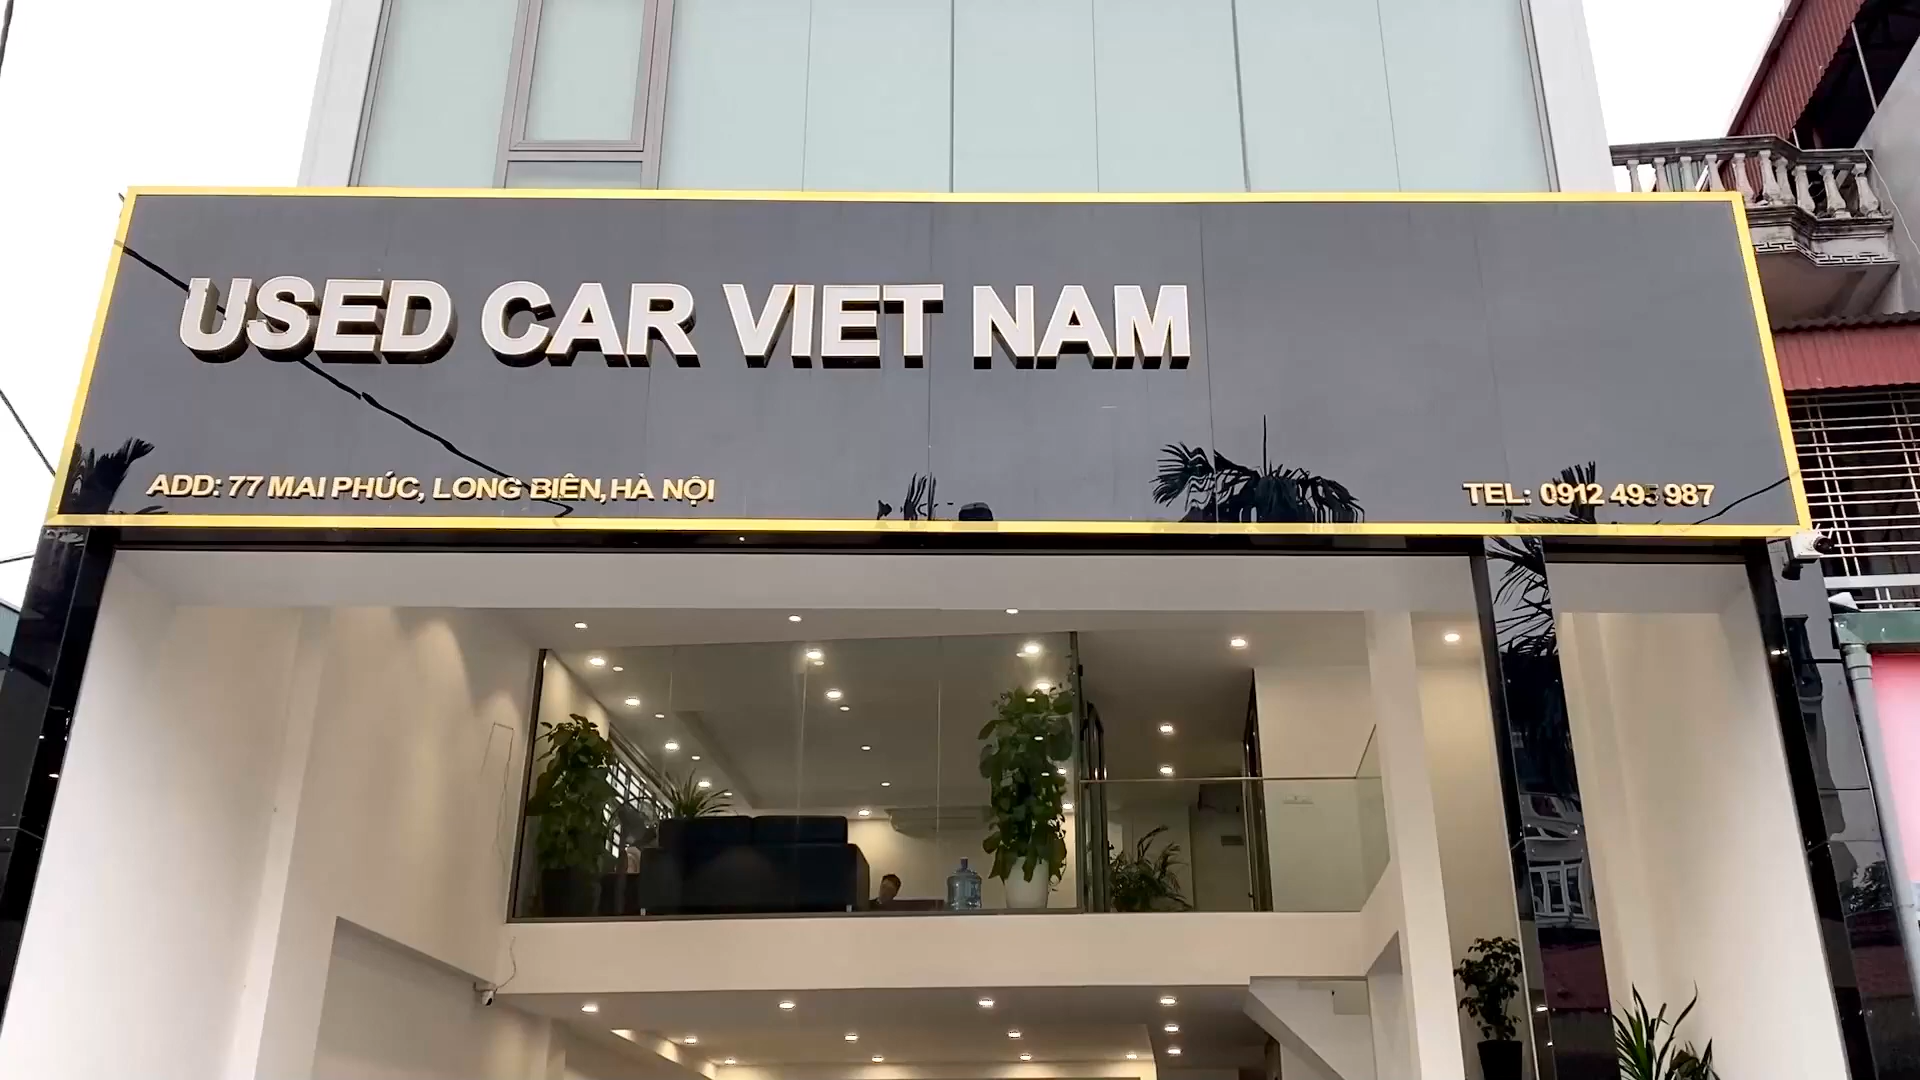 USED CAR VIET NAM
ADD: 77 MAI PHÚC, LONG BIÊN, HÀ NỘI
TEL: 0912 495 987